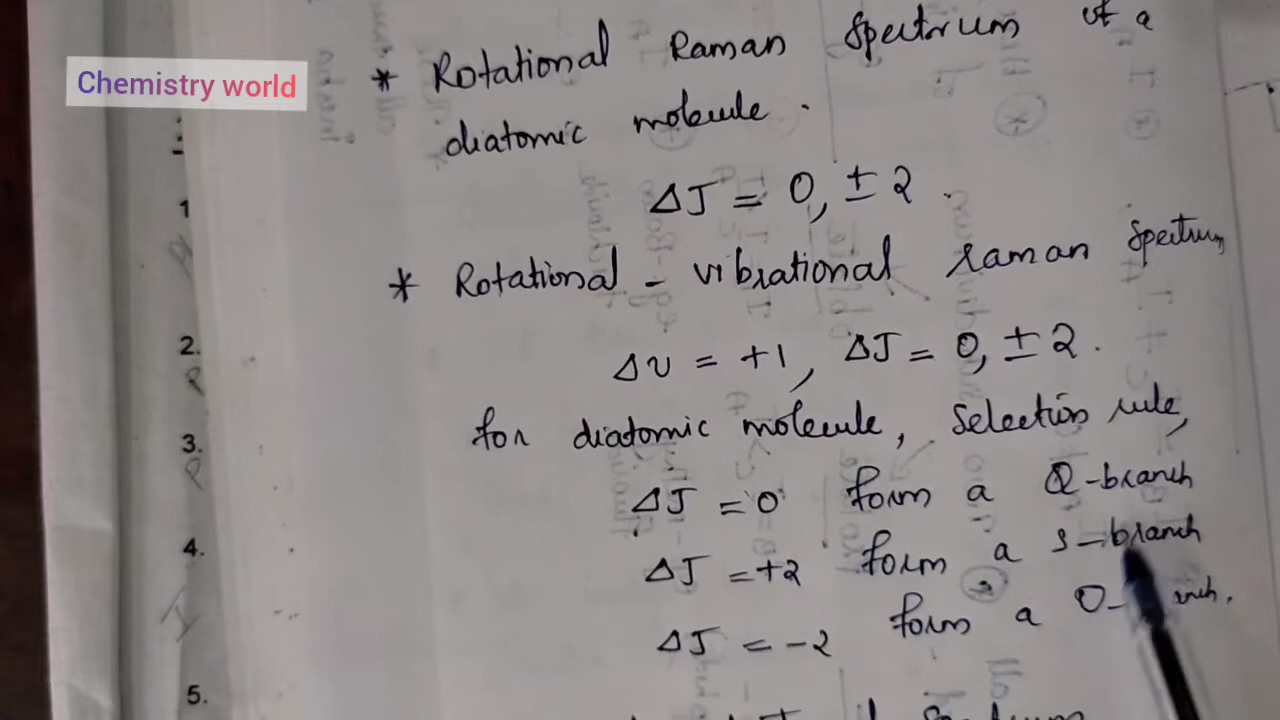 Chemistry world
* Rotational Raman Spectrum of a
diatomic molecule.
ΔJ = 0, ±2.
* Rotational - vibrational raman spectrum
Δv = +1, ΔJ = 0, ±2.
for diatomic molecule, selection rule,
ΔJ = 0 form a Q-branch
ΔJ = +2 form a S-branch
ΔJ = -2 form a O-
1
2.
3.
4.
5.